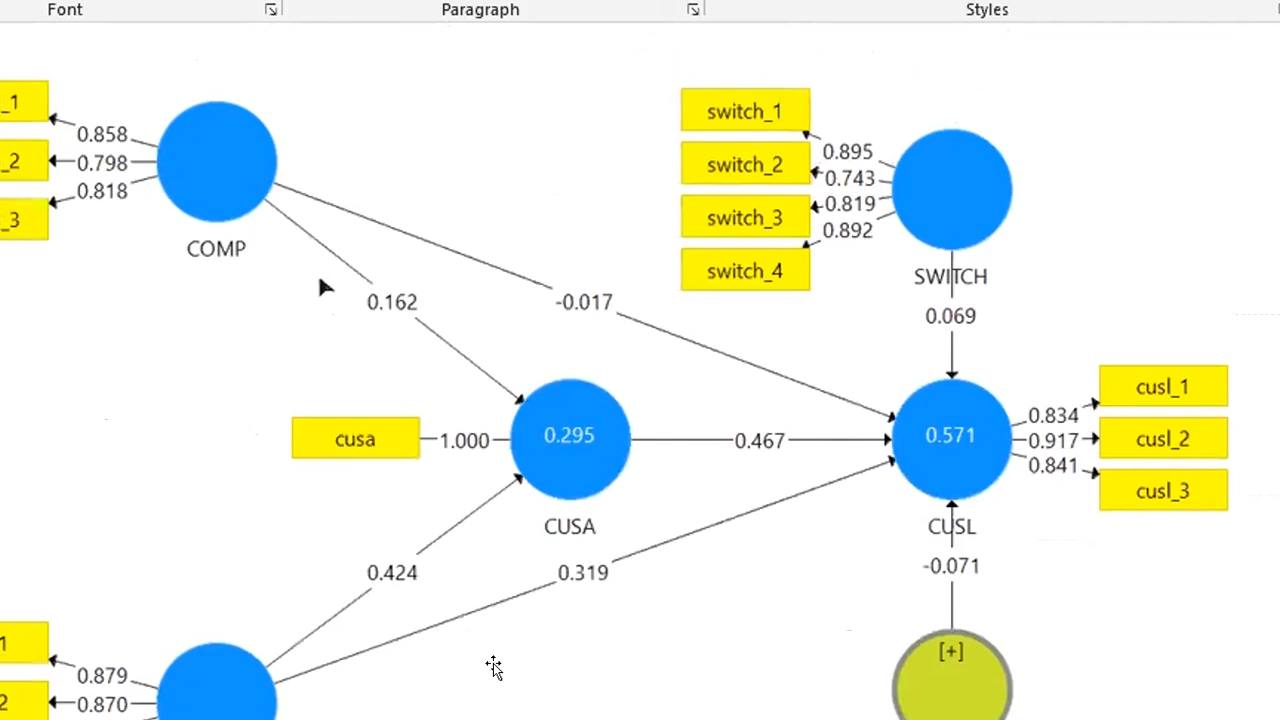 Font
Paragraph
Styles
_1
_2
_3
0.858
0.798
0.818
COMP
switch_1
switch_2
switch_3
switch_4
0.895
0.743
0.819
0.892
SWITCH
0.162
-0.017
0.069
cusa
1.000
0.295
CUSA
0.467
0.571
CUSL
0.834
0.917
0.841
cusl_1
cusl_2
cusl_3
0.424
0.319
-0.071
[+]
1
2
0.879
0.870